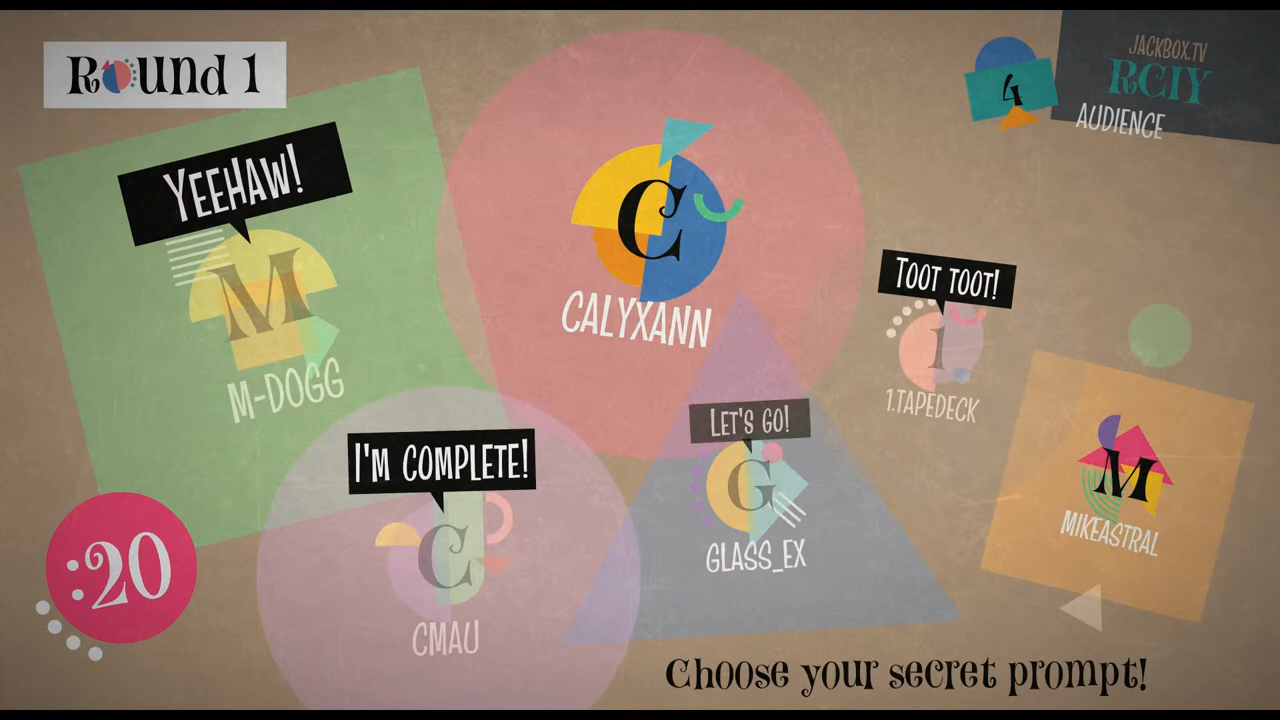 Round 1
JACKBOX.TV
RCIY
4
AUDIENCE
YEEHAW!
M
M-DOGG
C
CALYXANN
TOOT TOOT!
1
1.TAPEDECK
LET'S GO!
G
GLASS_EX
M
MIKEASTRAL
I'M COMPLETE!
C
CMAU
:20
Choose your secret prompt!